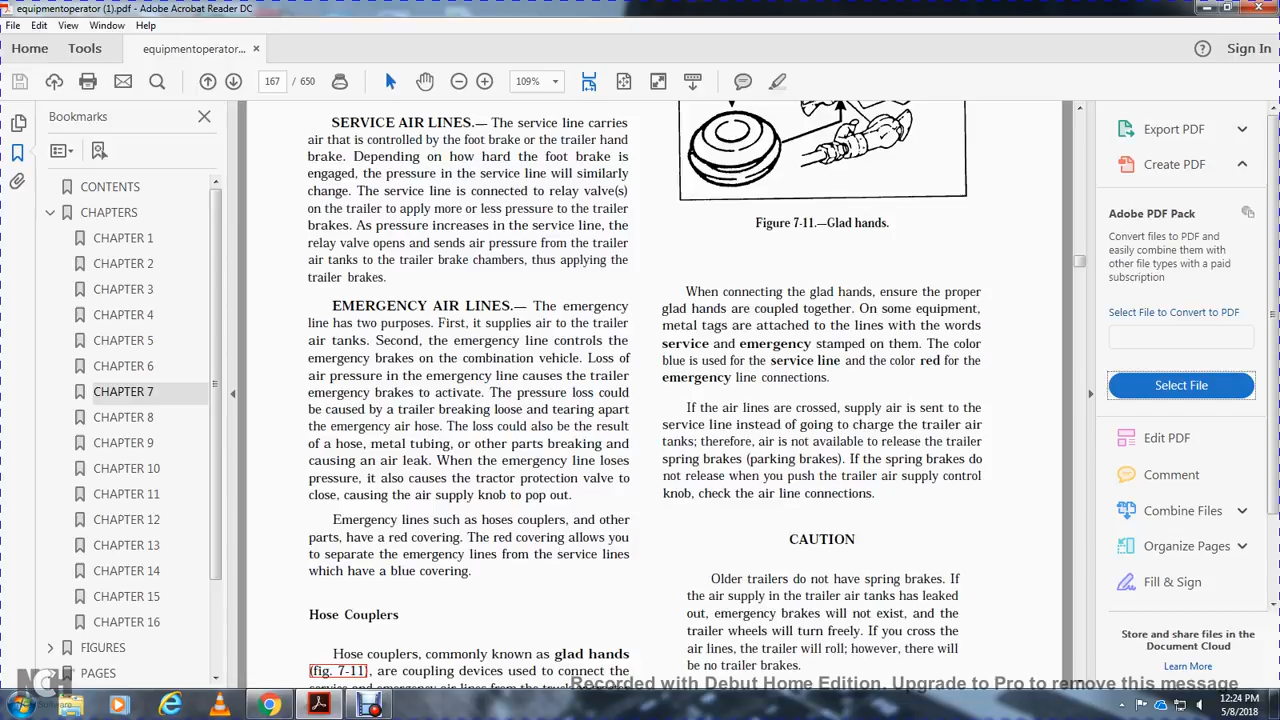 equipmentoperator (1).pdf - Adobe Acrobat Reader DC
File Edit View Window Help
Home Tools equipmentoperator... × Sign In
167 / 650 109%
Bookmarks
CONTENTS
CHAPTERS
CHAPTER 1
CHAPTER 2
CHAPTER 3
CHAPTER 4
CHAPTER 5
CHAPTER 6
CHAPTER 7
CHAPTER 8
CHAPTER 9
CHAPTER 10
CHAPTER 11
CHAPTER 12
CHAPTER 13
CHAPTER 14
CHAPTER 15
CHAPTER 16
FIGURES
PAGES
SERVICE AIR LINES.— The service line carries
air that is controlled by the foot brake or the trailer hand
brake. Depending on how hard the foot brake is
engaged, the pressure in the service line will similarly
change. The service line is connected to relay valve(s)
on the trailer to apply more or less pressure to the trailer
brakes. As pressure increases in the service line, the
relay valve opens and sends air pressure from the trailer
air tanks to the trailer brake chambers, thus applying the
trailer brakes.
EMERGENCY AIR LINES.— The emergency
line has two purposes. First, it supplies air to the trailer
air tanks. Second, the emergency line controls the
emergency brakes on the combination vehicle. Loss of
air pressure in the emergency line causes the trailer
emergency brakes to activate. The pressure loss could
be caused by a trailer breaking loose and tearing apart
the emergency air hose. The loss could also be the result
of a hose, metal tubing, or other parts breaking and
causing an air leak. When the emergency line loses
pressure, it also causes the tractor protection valve to
close, causing the air supply knob to pop out.
Emergency lines such as hoses couplers, and other
parts, have a red covering. The red covering allows you
to separate the emergency lines from the service lines
which have a blue covering.
Hose Couplers
Hose couplers, commonly known as glad hands
(fig. 7-11), are coupling devices used to connect the
Figure 7-11.—Glad hands.
When connecting the glad hands, ensure the proper
glad hands are coupled together. On some equipment,
metal tags are attached to the lines with the words
service and emergency stamped on them. The color
blue is used for the service line and the color red for the
emergency line connections.
If the air lines are crossed, supply air is sent to the
service line instead of going to charge the trailer air
tanks; therefore, air is not available to release the trailer
spring brakes (parking brakes). If the spring brakes do
not release when you push the trailer air supply control
knob, check the air line connections.
CAUTION
Older trailers do not have spring brakes. If
the air supply in the trailer air tanks has leaked
out, emergency brakes will not exist, and the
trailer wheels will turn freely. If you cross the
air lines, the trailer will roll; however, there will
be no trailer brakes.
Export PDF
Create PDF
Adobe PDF Pack
Convert files to PDF and
easily combine them with
other file types with a paid
subscription
Select File to Convert to PDF
Select File
Edit PDF
Comment
Combine Files
Organize Pages
Fill & Sign
Store and share files in the
Document Cloud
Learn More
NCH Software
Recorded with Debut Home Edition, Upgrade to Pro to remove this message
12:24 PM
5/8/2018